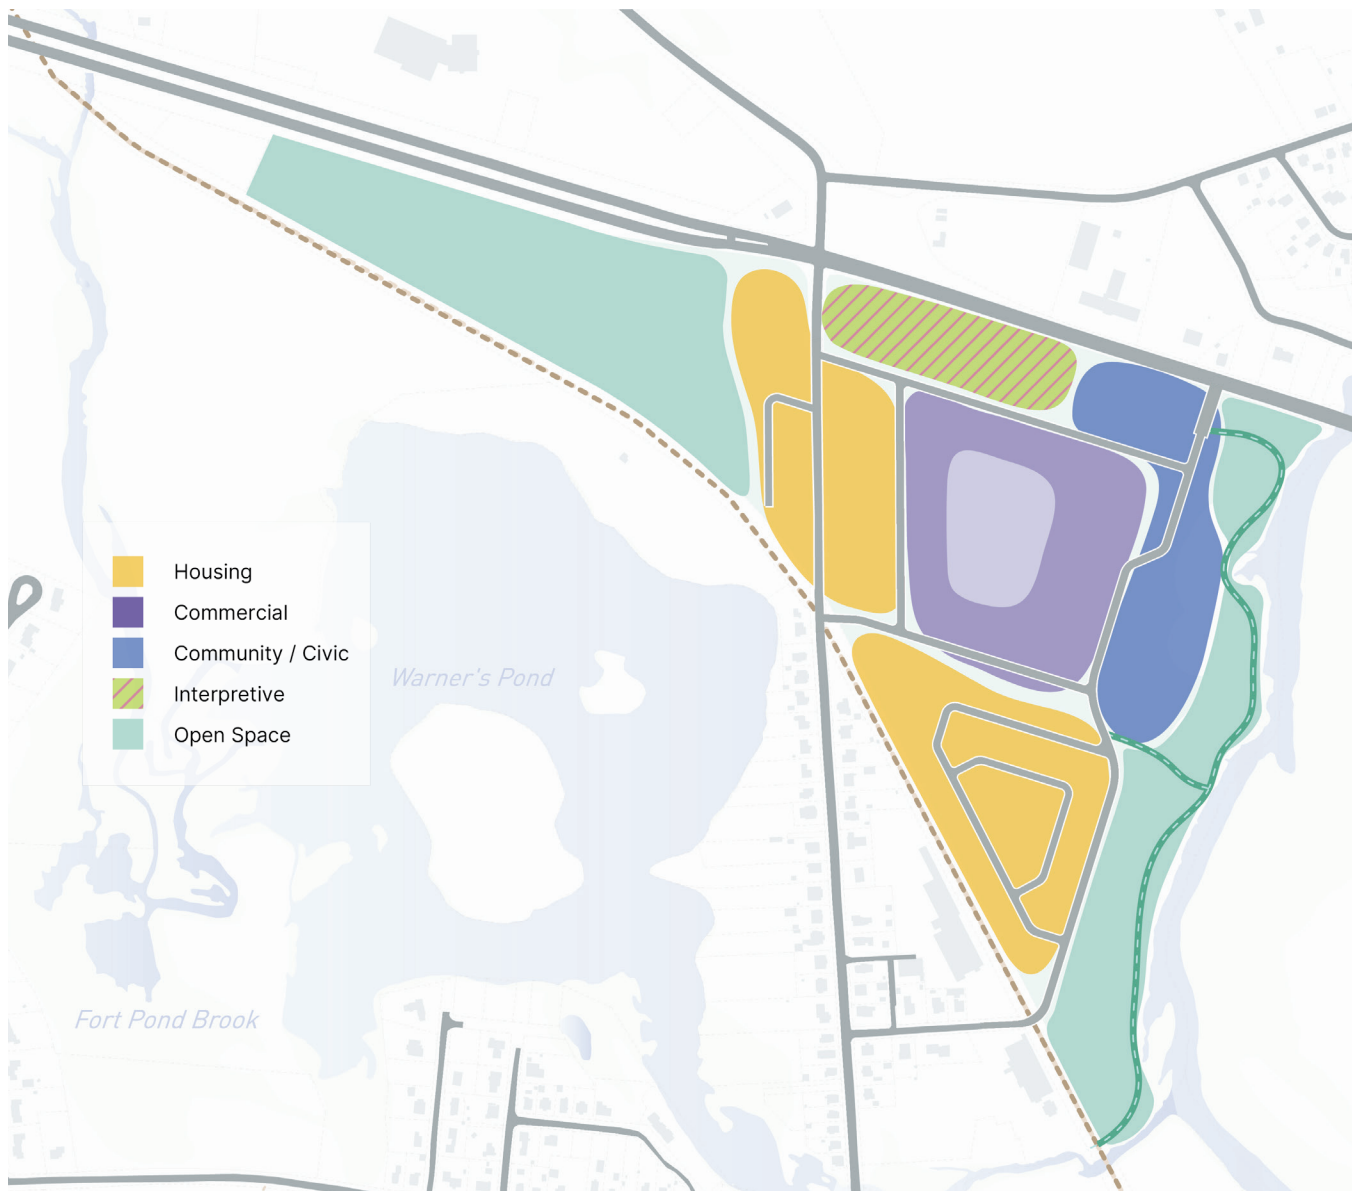 Housing
Commercial
Community / Civic
Interpretive
Open Space
Warner's Pond
Fort Pond Brook